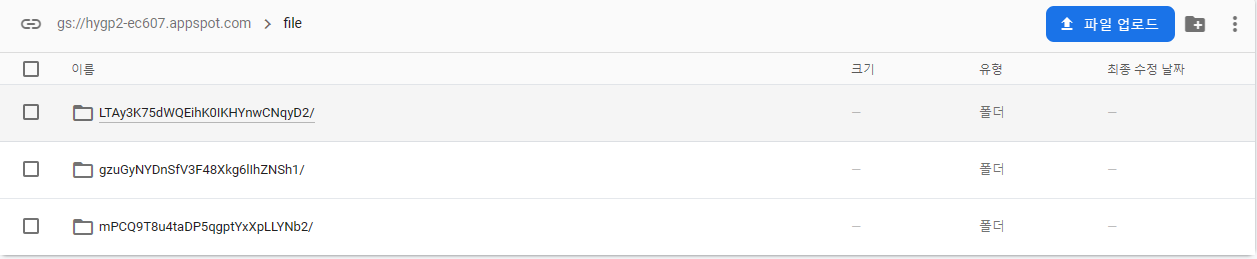 gs://hygp2-ec607.appspot.com > file 파일 업로드
이름 크기 유형 최종 수정 날짜
LTAy3K75dWQEihK0IKHYnwCNqyD2/ — 폴더 —
gzuGyNYDnSfV3F48Xkg6lIhZNSh1/ — 폴더 —
mPCQ9T8u4taDP5qgptYxXpLLYNb2/ — 폴더 —